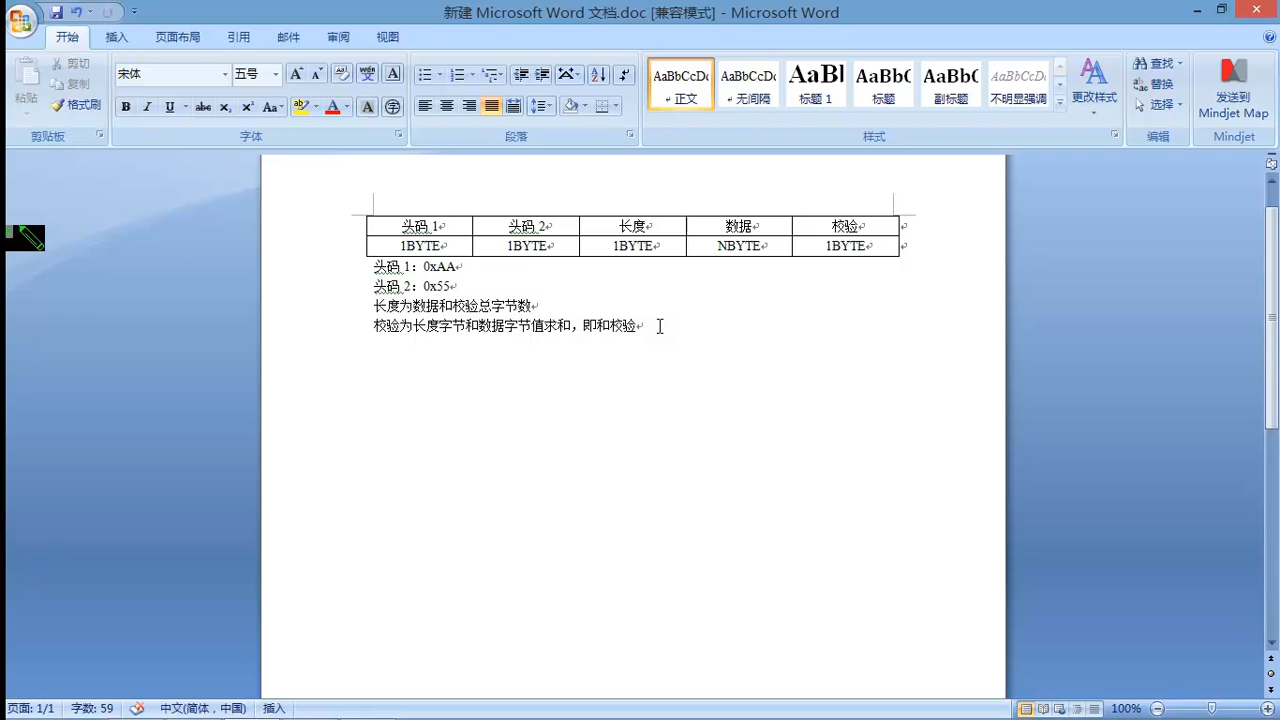 新建 Microsoft Word 文档.doc [兼容模式] - Microsoft Word
开始 插入 页面布局 引用 邮件 审阅 视图
粘贴 剪切 复制 格式刷
剪贴板
宋体 五号
字体
段落
AaBbCcDc 正文
AaBbCcD. 无间隔
AaBl 标题 1
AaBbC 标题
AaBbC 副标题
AaBbCcDc 不明显强调
更改样式
样式
查找
替换
选择
编辑
发送到
Mindjet Map
Mindjet
头码 1 头码 2 长度 数据 校验
1BYTE 1BYTE 1BYTE NBYTE 1BYTE
头码 1：0xAA
头码 2：0x55
长度为数据和校验总字节数
校验为长度字节和数据字节值求和，即和校验
页面: 1/1 字数: 59 中文(简体，中国) 插入 100%